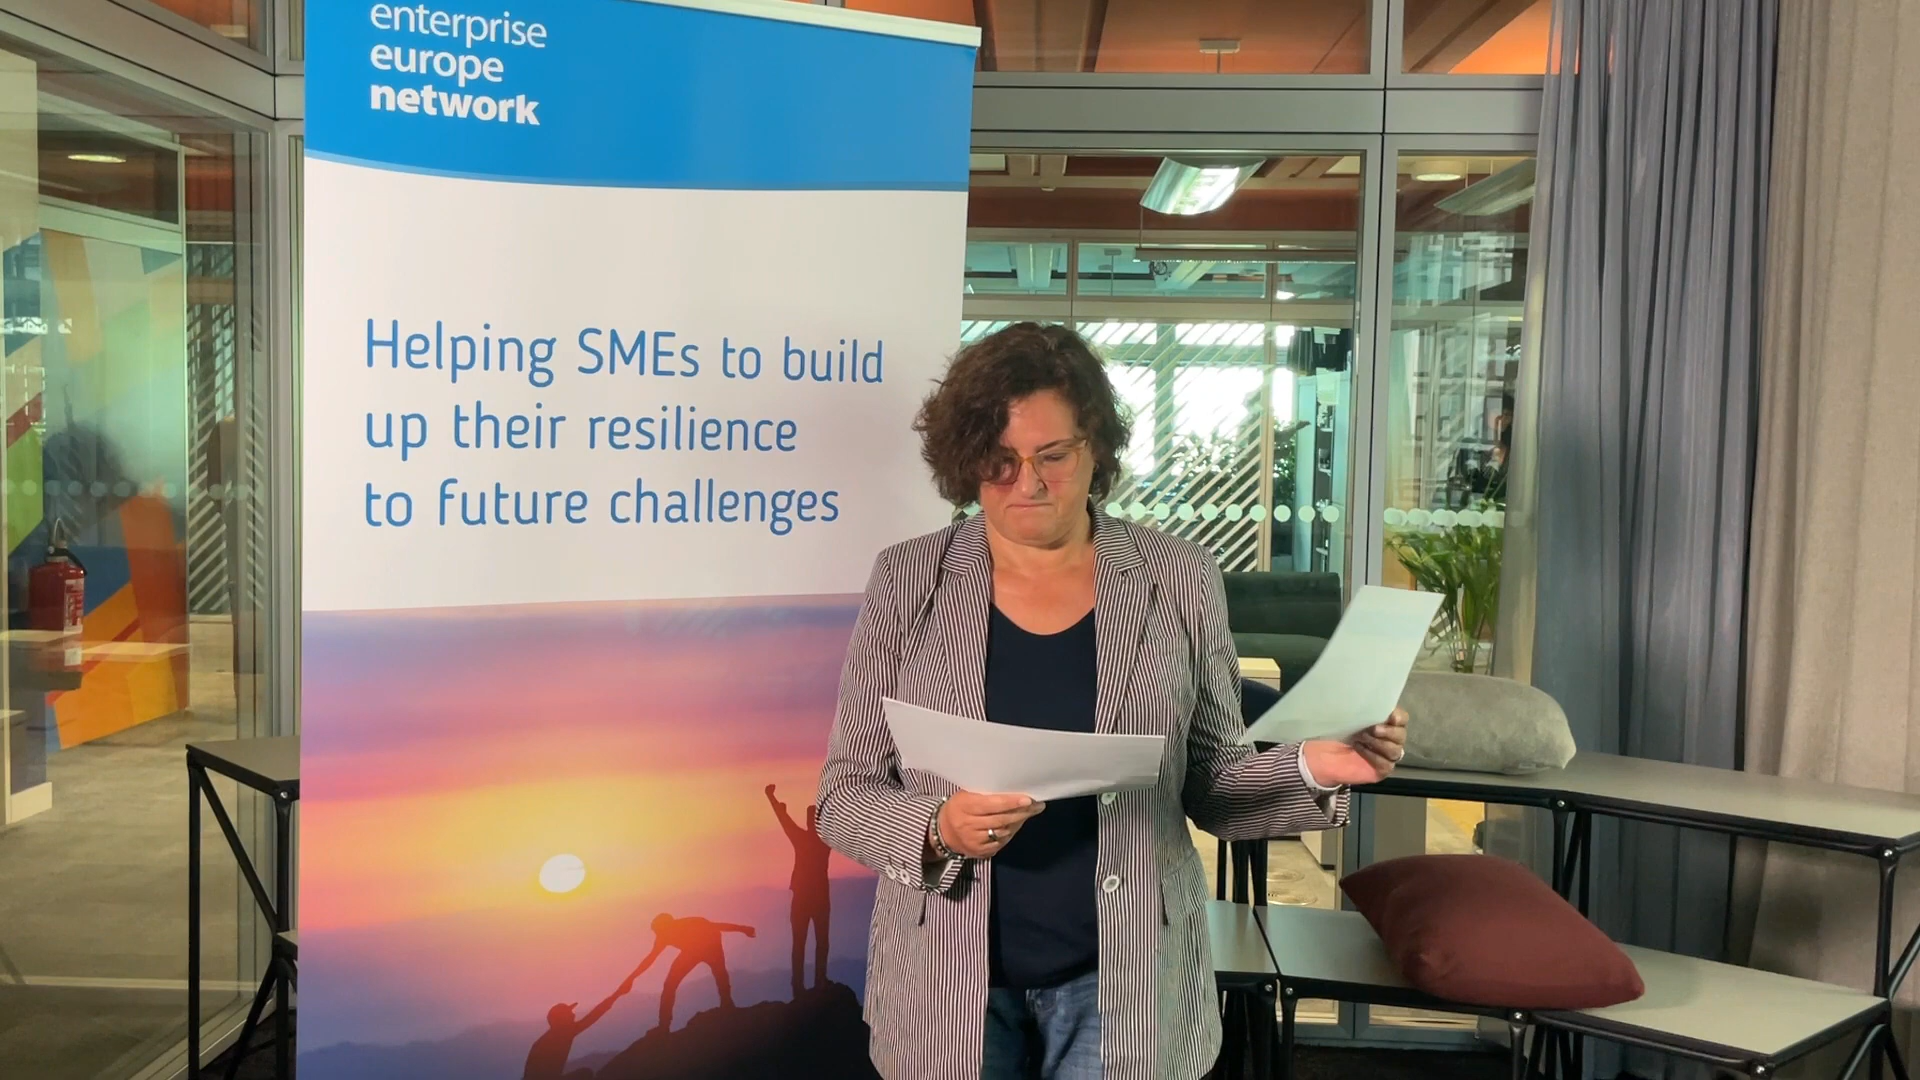 enterprise
europe
network
Helping SMEs to build
up their resilience
to future challenges